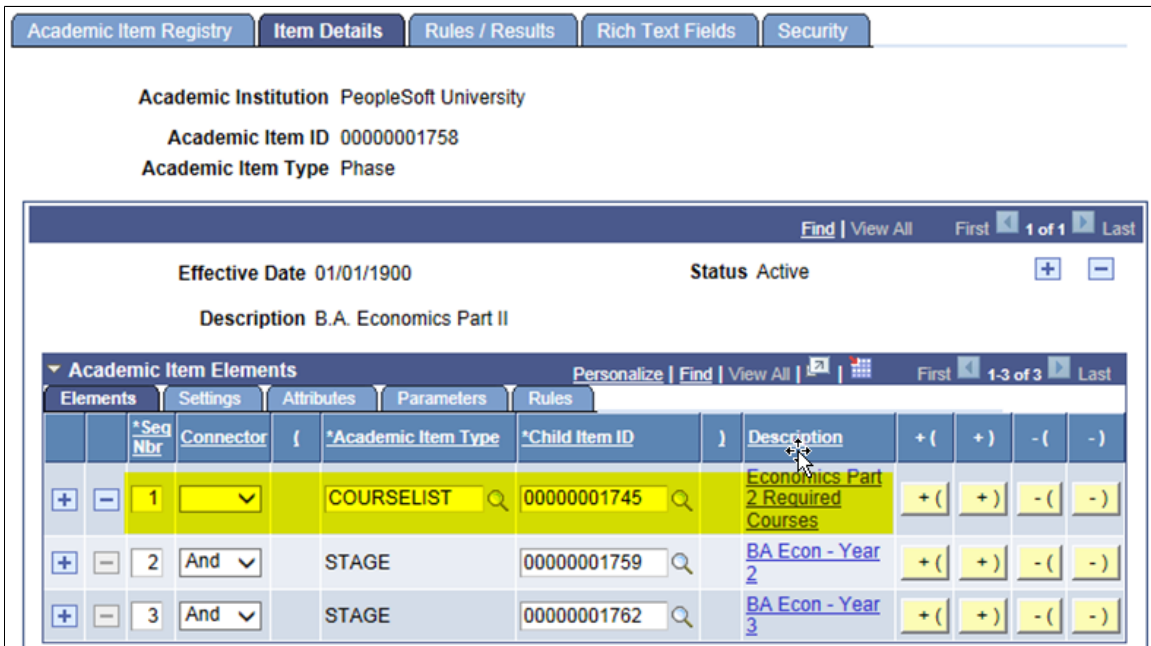 Academic Item Registry Item Details Rules / Results Rich Text Fields Security
Academic Institution PeopleSoft University
Academic Item ID 00000001758
Academic Item Type Phase
Find | View All First 1 of 1 Last
Effective Date 01/01/1900 Status Active
Description B.A. Economics Part II
Academic Item Elements Personalize | Find | View All | | First 1-3 of 3 Last
Elements Settings Attributes Parameters Rules
*Seq Nbr Connector ( *Academic Item Type *Child Item ID ) Description + ( + ) - ( - )
1 COURSELIST 00000001745 Economics Part 2 Required Courses + ( + ) - ( - )
2 And STAGE 00000001759 BA Econ - Year 2 + ( + ) - ( - )
3 And STAGE 00000001762 BA Econ - Year 3 + ( + ) - ( - )